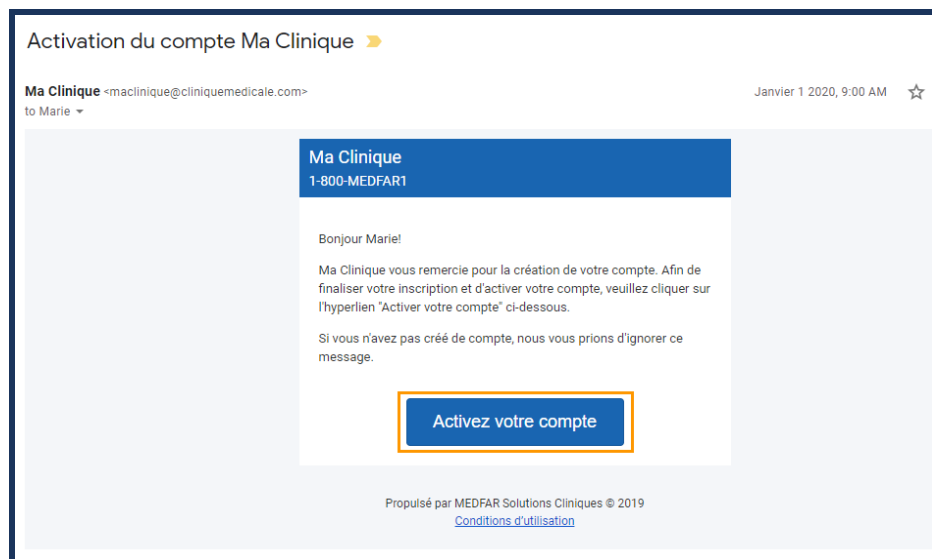 Activation du compte Ma Clinique
Ma Clinique <maclinique@cliniquemedicale.com>
Janvier 1 2020, 9:00 AM
to Marie
Ma Clinique
1-800-MEDFAR1
Bonjour Marie!
Ma Clinique vous remercie pour la création de votre compte. Afin de
finaliser votre inscription et d'activer votre compte, veuillez cliquer sur
l'hyperlien "Activer votre compte" ci-dessous.
Si vous n'avez pas créé de compte, nous vous prions d'ignorer ce
message.
Activez votre compte
Propulsé par MEDFAR Solutions Cliniques © 2019
Conditions d'utilisation